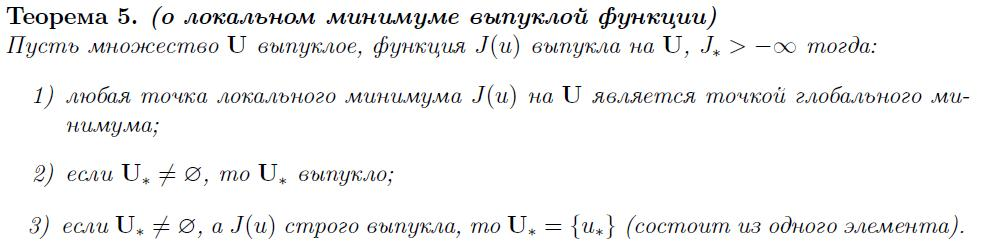 Теорема 5. (о локальном минимуме выпуклой функции)
Пусть множество U выпуклое, функция J(u) выпукла на U, J∗ > −∞ тогда:
1) любая точка локального минимума J(u) на U является точкой глобального ми-
нимума;
2) если U∗ ≠ ∅, то U∗ выпукло;
3) если U∗ ≠ ∅, а J(u) строго выпукла, то U∗ = {u∗} (состоит из одного элемента).